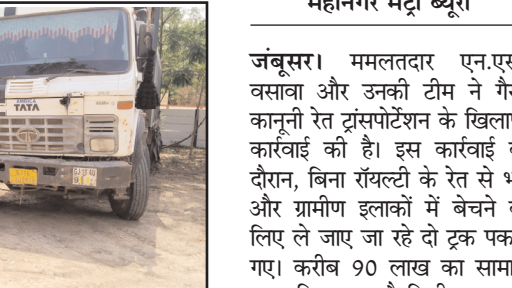 महानगर मेट्रो ब्यूरो
जंबूसर। ममलतदार एन.एस
वसावा और उनकी टीम ने गैर
कानूनी रेत ट्रांसपोर्टेशन के खिलाफ
कार्रवाई की है। इस कार्रवाई
दौरान, बिना रॉयल्टी के रेत से
और ग्रामीण इलाकों में बेचने
लिए ले जाए जा रहे दो ट्रक पक
गए। करीब 90 लाख का सामा
AMERICA
TATA